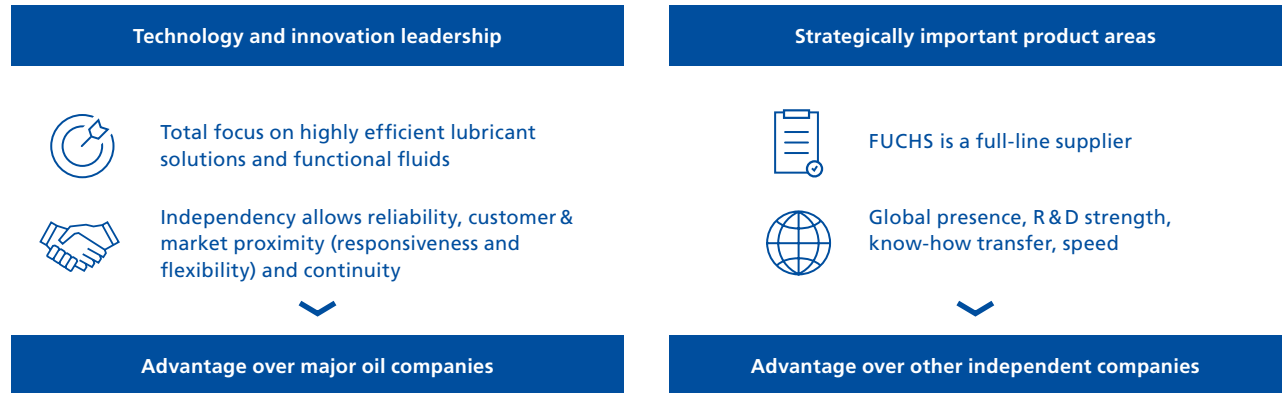 Technology and innovation leadership
Total focus on highly efficient lubricant
solutions and functional fluids
Independency allows reliability, customer &
market proximity (responsiveness and
flexibility) and continuity
Advantage over major oil companies
Strategically important product areas
FUCHS is a full-line supplier
Global presence, R & D strength,
know-how transfer, speed
Advantage over other independent companies